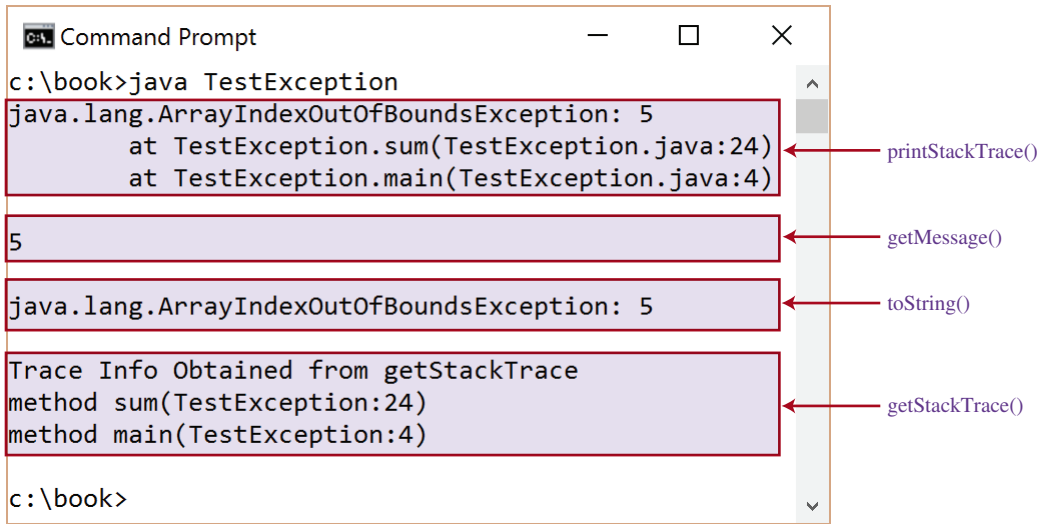 Command Prompt
c:\book>java TestException
java.lang.ArrayIndexOutOfBoundsException: 5
at TestException.sum(TestException.java:24)
at TestException.main(TestException.java:4)
printStackTrace()
5
getMessage()
java.lang.ArrayIndexOutOfBoundsException: 5
toString()
Trace Info Obtained from getStackTrace
method sum(TestException:24)
method main(TestException:4)
getStackTrace()
c:\book>